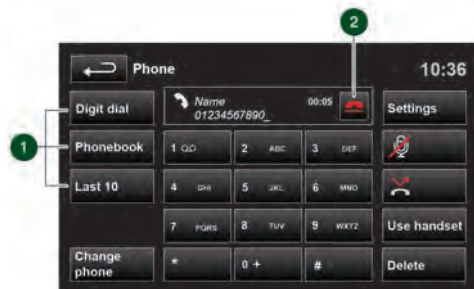 2
Phone 10:36
Digit dial Name 00:05 Settings
01234567890_
1
Phonebook 1 2 ABC 3 DEF
Last 10 4 GHI 5 JKL 6 MNO
7 PQRS 8 TUV 9 WXYZ Use handset
Change
phone * 0 + # Delete